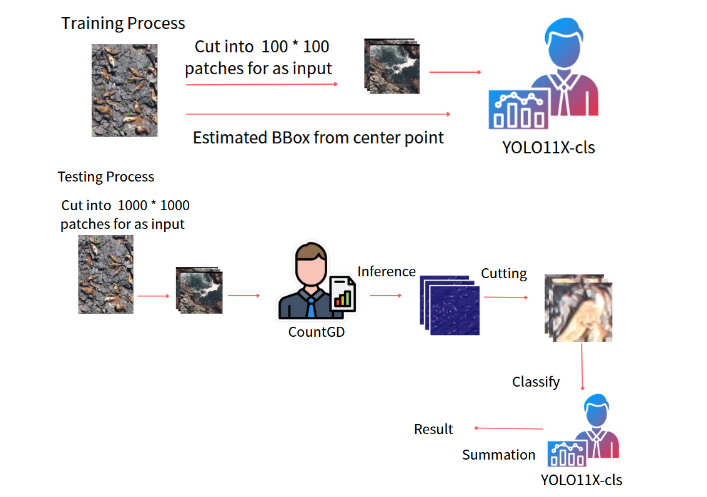 Training Process
Cut into 100 * 100
patches for as input
Estimated BBox from center point
YOLO11X-cls
Testing Process
Cut into 1000 * 1000
patches for as input
Inference
Cutting
CountGD
Classify
Result
Summation
YOLO11X-cls